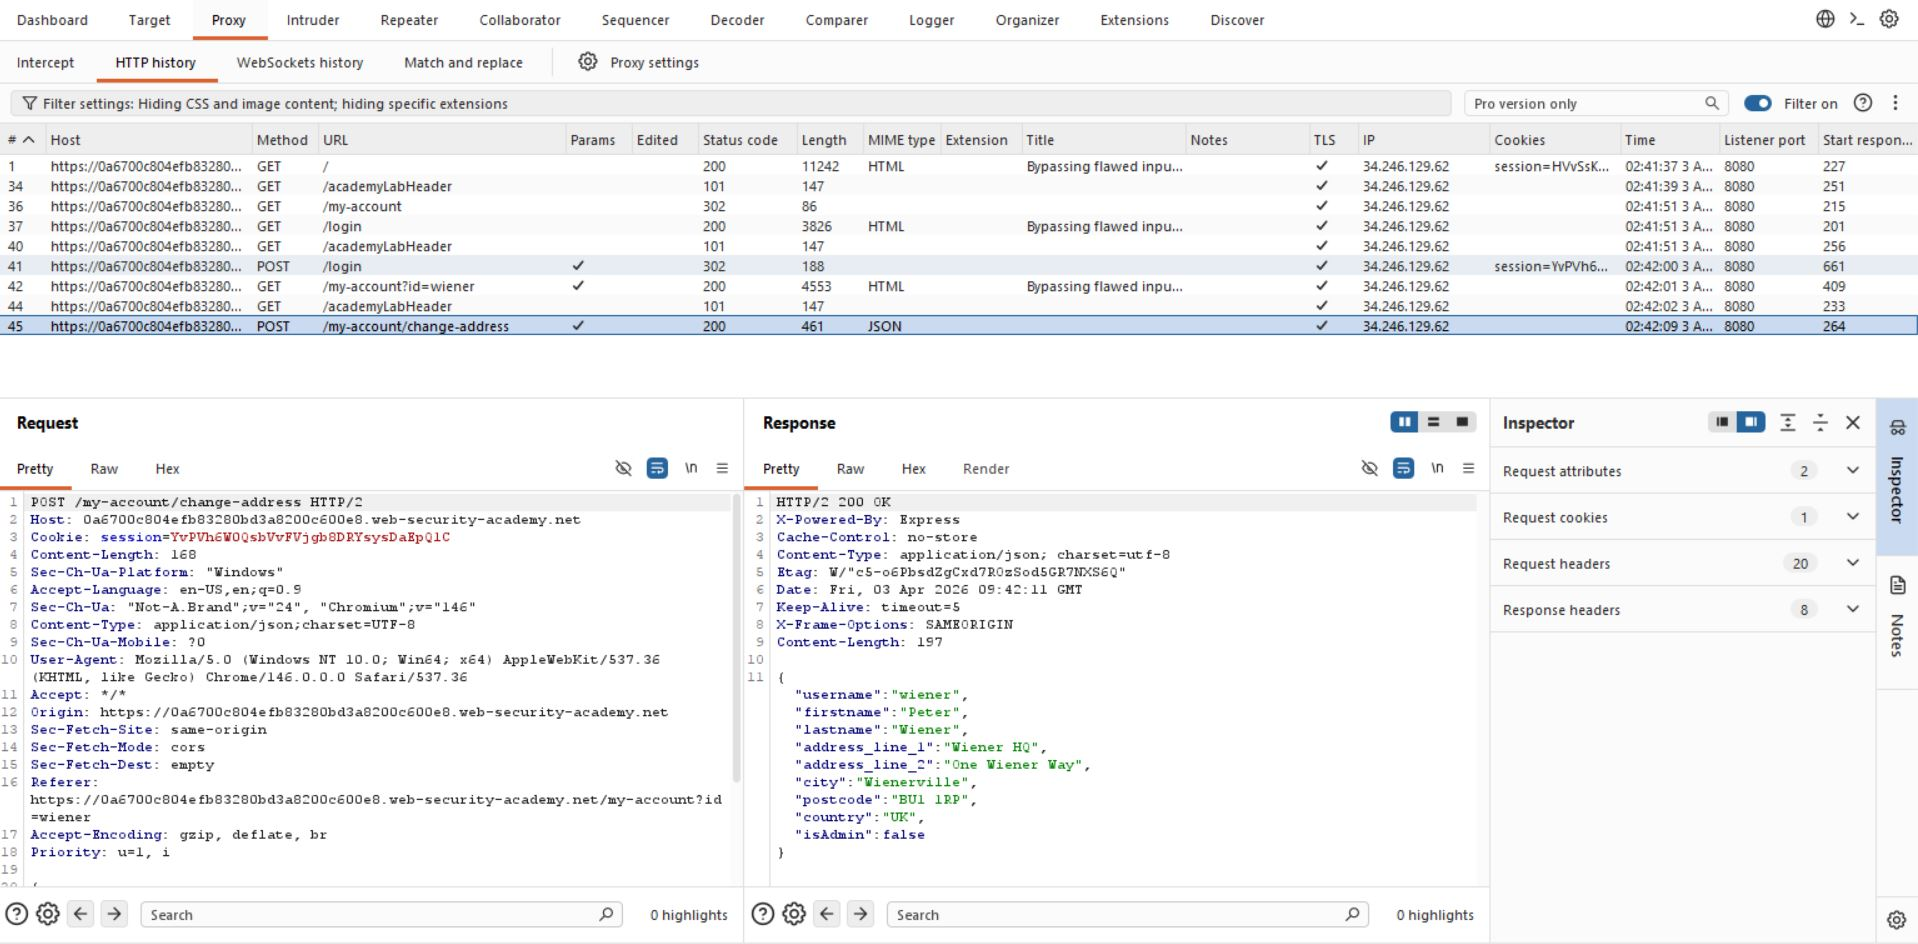 Dashboard Target Proxy Intruder Repeater Collaborator Sequencer Decoder Comparer Logger Organizer Extensions Discover
Intercept HTTP history WebSockets history Match and replace Proxy settings
Filter settings: Hiding CSS and image content; hiding specific extensions Pro version only Filter on
# Host Method URL Params Edited Status code Length MIME type Extension Title Notes TLS IP Cookies Time Listener port Start respon...
1 https://0a6700c804efb83280... GET / 200 11242 HTML Bypassing flawed inpu... ✓ 34.246.129.62 session=HVvSsK... 02:41:37 3 A... 8080 227
34 https://0a6700c804efb83280... GET /academyLabHeader 101 147 ✓ 34.246.129.62 02:41:39 3 A... 8080 251
36 https://0a6700c804efb83280... GET /my-account 302 86 ✓ 34.246.129.62 02:41:51 3 A... 8080 215
37 https://0a6700c804efb83280... GET /login 200 3826 HTML Bypassing flawed inpu... ✓ 34.246.129.62 02:41:51 3 A... 8080 201
40 https://0a6700c804efb83280... GET /academyLabHeader 101 147 ✓ 34.246.129.62 02:41:51 3 A... 8080 256
41 https://0a6700c804efb83280... POST /login ✓ 302 188 ✓ 34.246.129.62 session=YvPVh6... 02:42:00 3 A... 8080 661
42 https://0a6700c804efb83280... GET /my-account?id=wiener ✓ 200 4553 HTML Bypassing flawed inpu... ✓ 34.246.129.62 02:42:01 3 A... 8080 409
44 https://0a6700c804efb83280... GET /academyLabHeader 101 147 ✓ 34.246.129.62 02:42:02 3 A... 8080 233
45 https://0a6700c804efb83280... POST /my-account/change-address ✓ 200 461 JSON ✓ 34.246.129.62 02:42:09 3 A... 8080 264
Request
Pretty Raw Hex \n
1 POST /my-account/change-address HTTP/2
2 Host: 0a6700c804efb83280bd3a8200c600e8.web-security-academy.net
3 Cookie: session=YvPVh6W0QsbVvFVjgb8DRYsysDaEpQlC
4 Content-Length: 168
5 Sec-Ch-Ua-Platform: "Windows"
6 Accept-Language: en-US,en;q=0.9
7 Sec-Ch-Ua: "Not-A.Brand";v="24", "Chromium";v="146"
8 Content-Type: application/json;charset=UTF-8
9 Sec-Ch-Ua-Mobile: ?0
10 User-Agent: Mozilla/5.0 (Windows NT 10.0; Win64; x64) AppleWebKit/537.36
(KHTML, like Gecko) Chrome/146.0.0.0 Safari/537.36
11 Accept: */*
12 Origin: https://0a6700c804efb83280bd3a8200c600e8.web-security-academy.net
13 Sec-Fetch-Site: same-origin
14 Sec-Fetch-Mode: cors
15 Sec-Fetch-Dest: empty
16 Referer:
https://0a6700c804efb83280bd3a8200c600e8.web-security-academy.net/my-account?id
=wiener
17 Accept-Encoding: gzip, deflate, br
18 Priority: u=1, i
19
Search 0 highlights
Response
Pretty Raw Hex Render \n
1 HTTP/2 200 OK
2 X-Powered-By: Express
3 Cache-Control: no-store
4 Content-Type: application/json; charset=utf-8
5 Etag: W/"c5-o6PbsdZgCxd7R0zSod5GR7NXS6Q"
6 Date: Fri, 03 Apr 2026 09:42:11 GMT
7 Keep-Alive: timeout=5
8 X-Frame-Options: SAMEORIGIN
9 Content-Length: 197
10
11 {
"username":"wiener",
"firstname":"Peter",
"lastname":"Wiener",
"address_line_1":"Wiener HQ",
"address_line_2":"One Wiener Way",
"city":"Wienerville",
"postcode":"BU1 1RP",
"country":"UK",
"isAdmin":false
}
Search 0 highlights
Inspector
Request attributes 2
Request cookies 1
Request headers 20
Response headers 8
Inspector
Notes